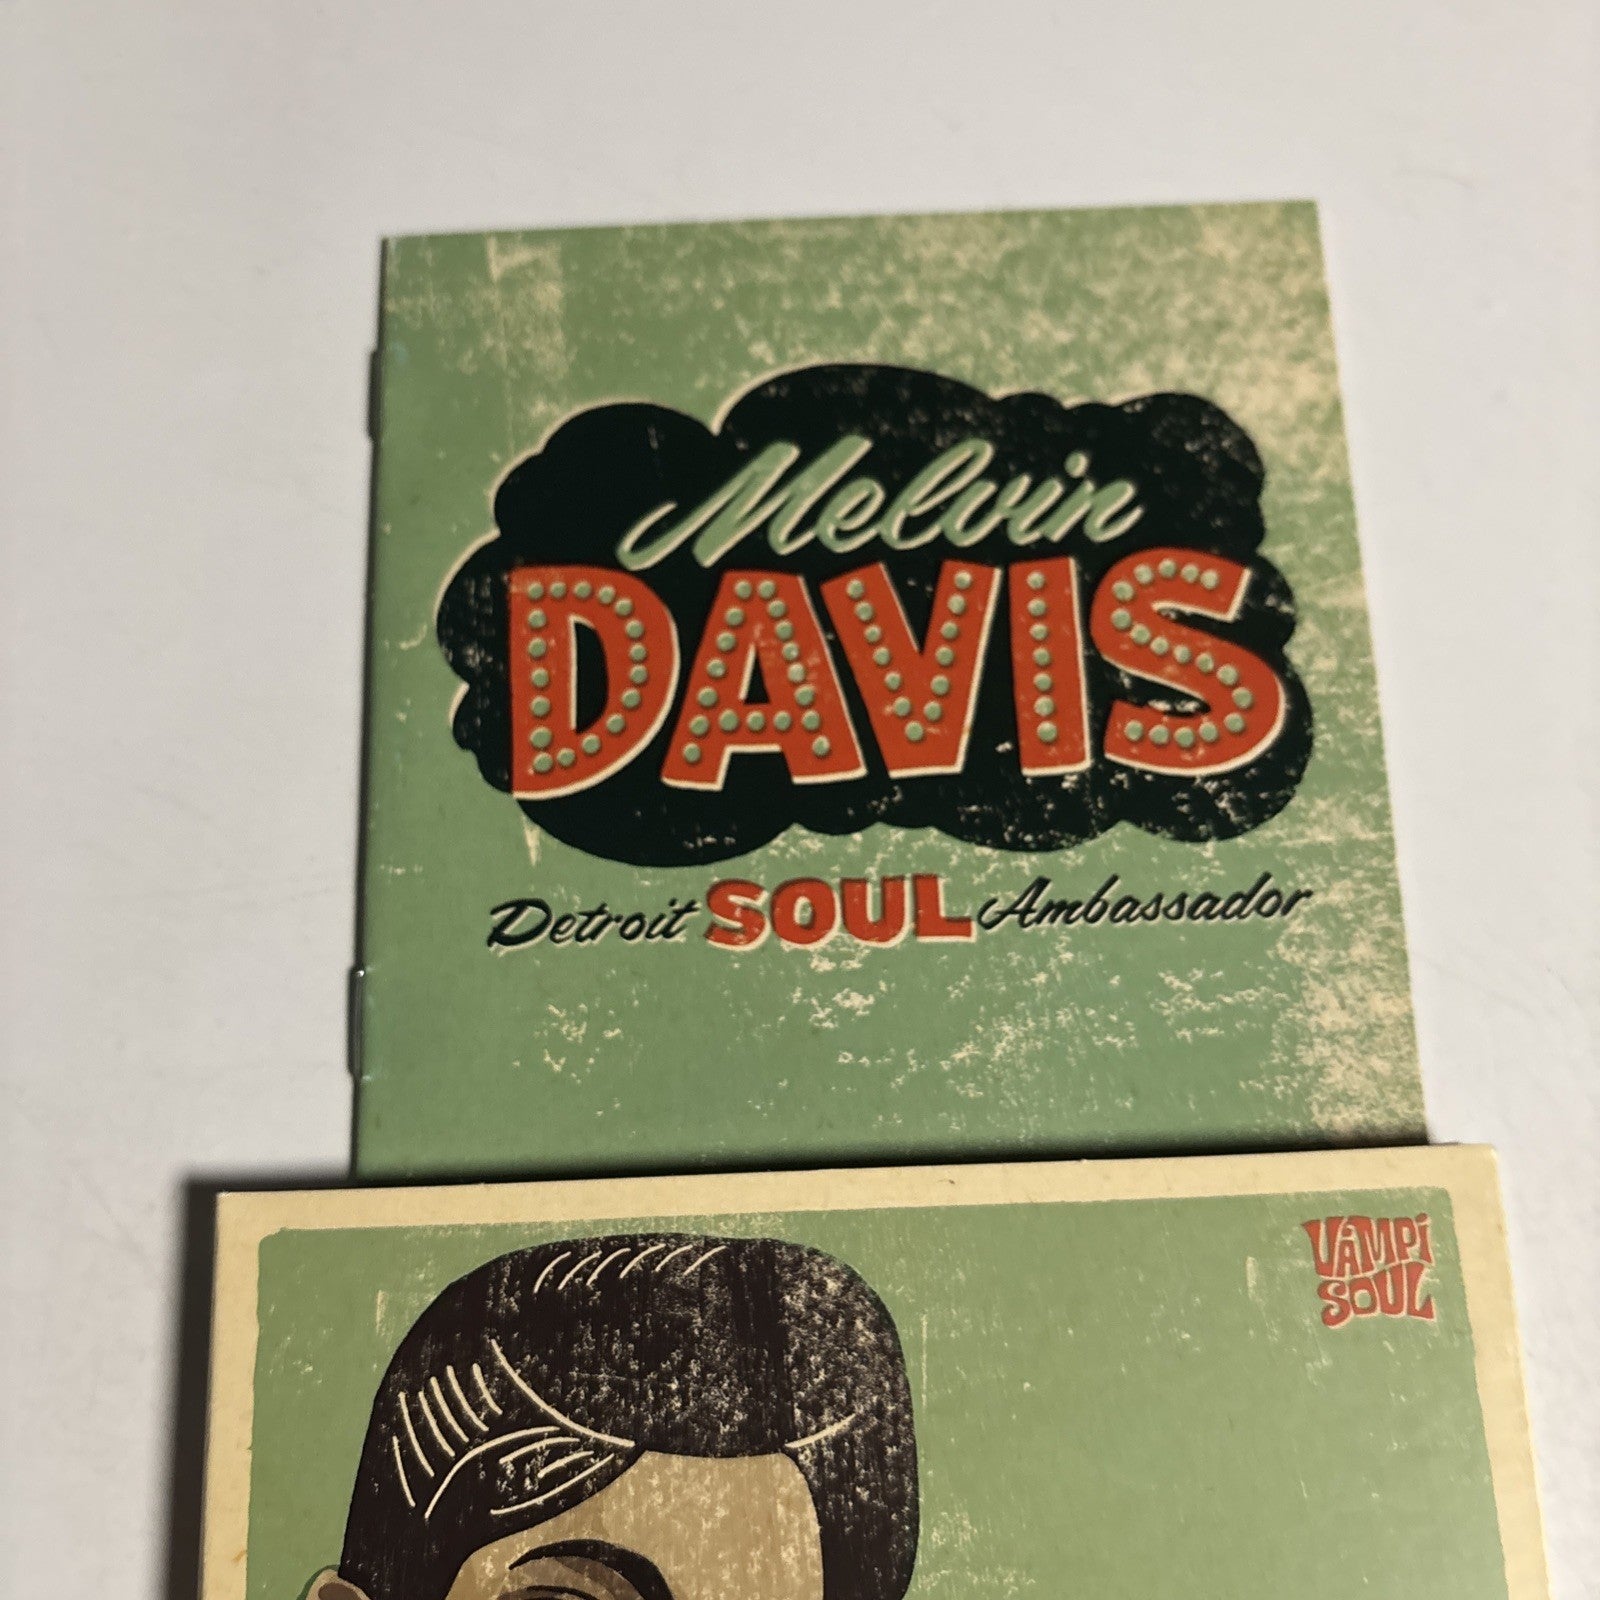 Melvin
DAVIS
Detroit SOUL Ambassador
VAMPi
SOUL